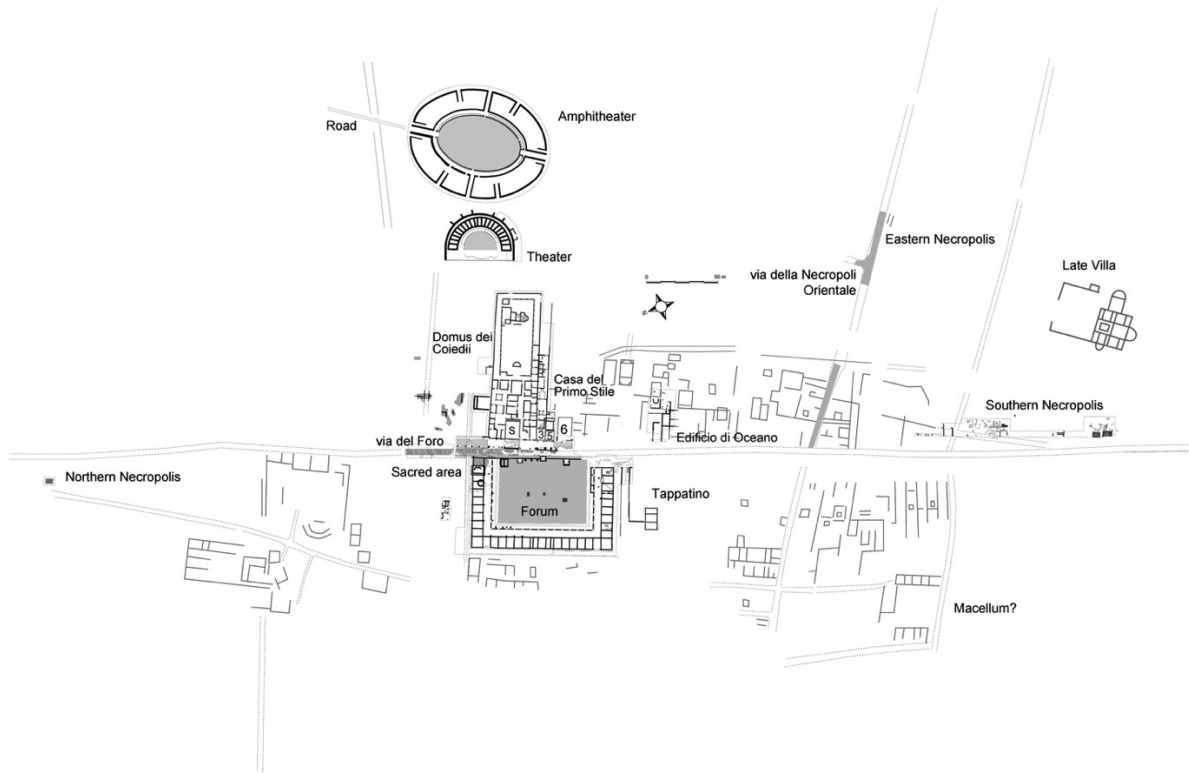 Amphitheater
Road
Theater
Eastern Necropolis
via della Necropoli
Orientale
Late Villa
0 50 m
N
Domus dei
Coiedii
Casa del
Primo Stile
S
3
5
6
Southern Necropolis
via del Foro
Edificio di Oceano
Sacred area
Northern Necropolis
Tappatino
Forum
Macellum?